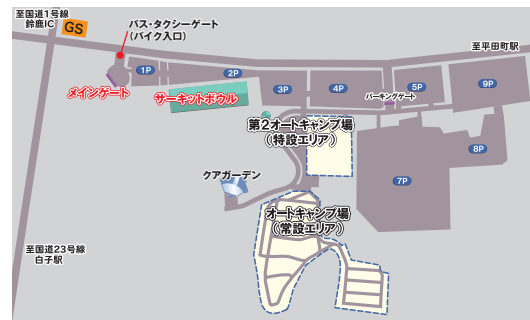 至国道1号線
鈴鹿IC
GS
バス・タクシーゲート
(バイク入口)
至平田町駅
1P
2P
3P
4P
5P
9P
メインゲート
サーキットボウル
パーキングゲート
第2オートキャンプ場
(特設エリア)
8P
クアガーデン
7P
オートキャンプ場
(常設エリア)
至国道23号線
白子駅